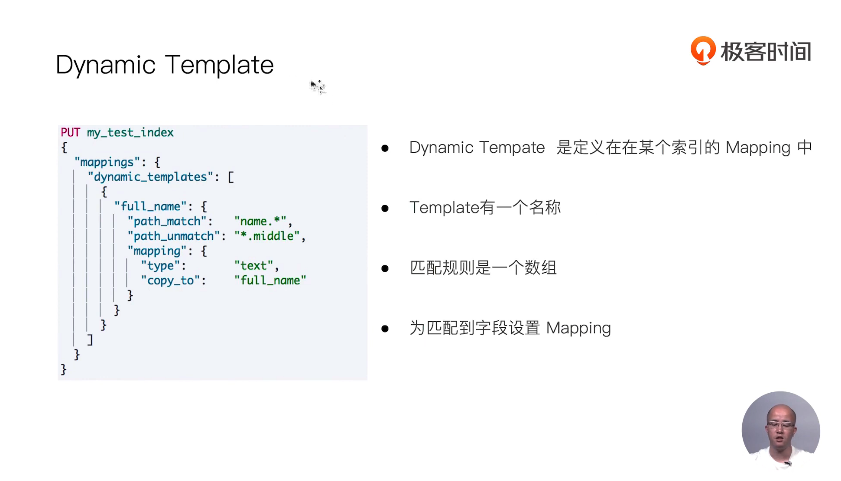 极客时间
Dynamic Template
PUT my_test_index
{
"mappings": {
"dynamic_templates": [
{
"full_name": {
"path_match": "name.*",
"path_unmatch": "*.middle",
"mapping": {
"type": "text",
"copy_to": "full_name"
}
}
}
]
}
}
● Dynamic Tempate 是定义在在某个索引的 Mapping 中
● Template有一个名称
● 匹配规则是一个数组
● 为匹配到字段设置 Mapping